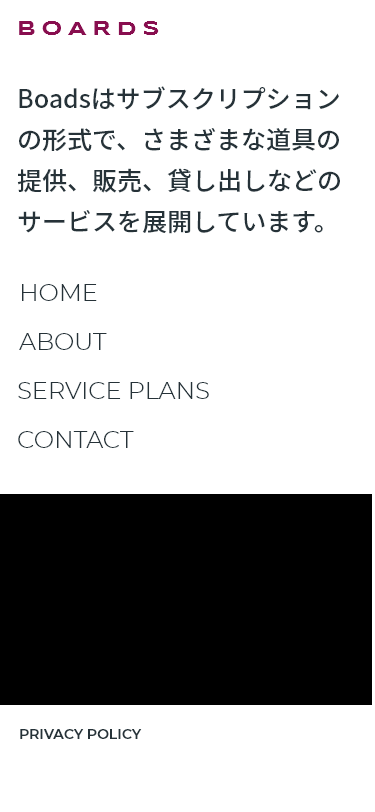 BOARDS
Boadsはサブスクリプション
の形式で、さまざまな道具の
提供、販売、貸し出しなどの
サービスを展開しています。
HOME
ABOUT
SERVICE PLANS
CONTACT
PRIVACY POLICY